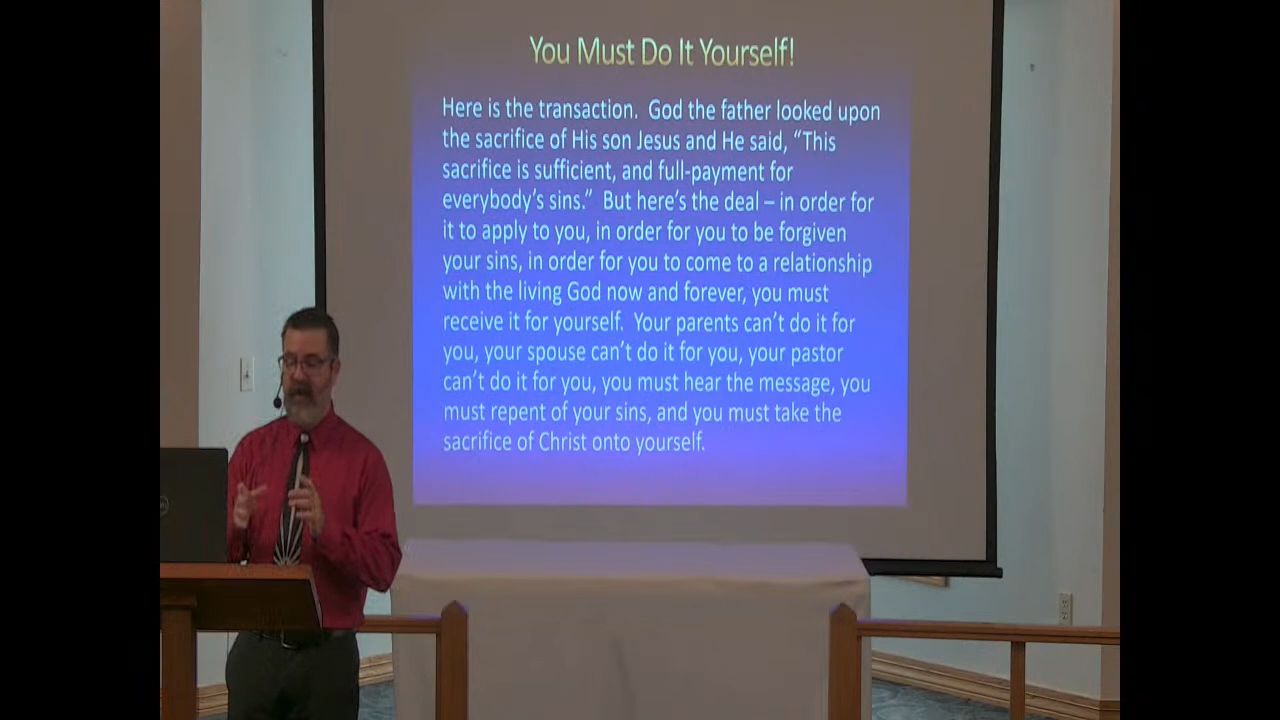 You Must Do It Yourself!
Here is the transaction.  God the father looked upon
the sacrifice of His son Jesus and He said, “This
sacrifice is sufficient, and full-payment for
everybody’s sins.”  But here’s the deal – in order for
it to apply to you, in order for you to be forgiven
your sins, in order for you to come to a relationship
with the living God now and forever, you must
receive it for yourself.  Your parents can’t do it for
you, your spouse can’t do it for you, your pastor
can’t do it for you, you must hear the message, you
must repent of your sins, and you must take the
sacrifice of Christ onto yourself.